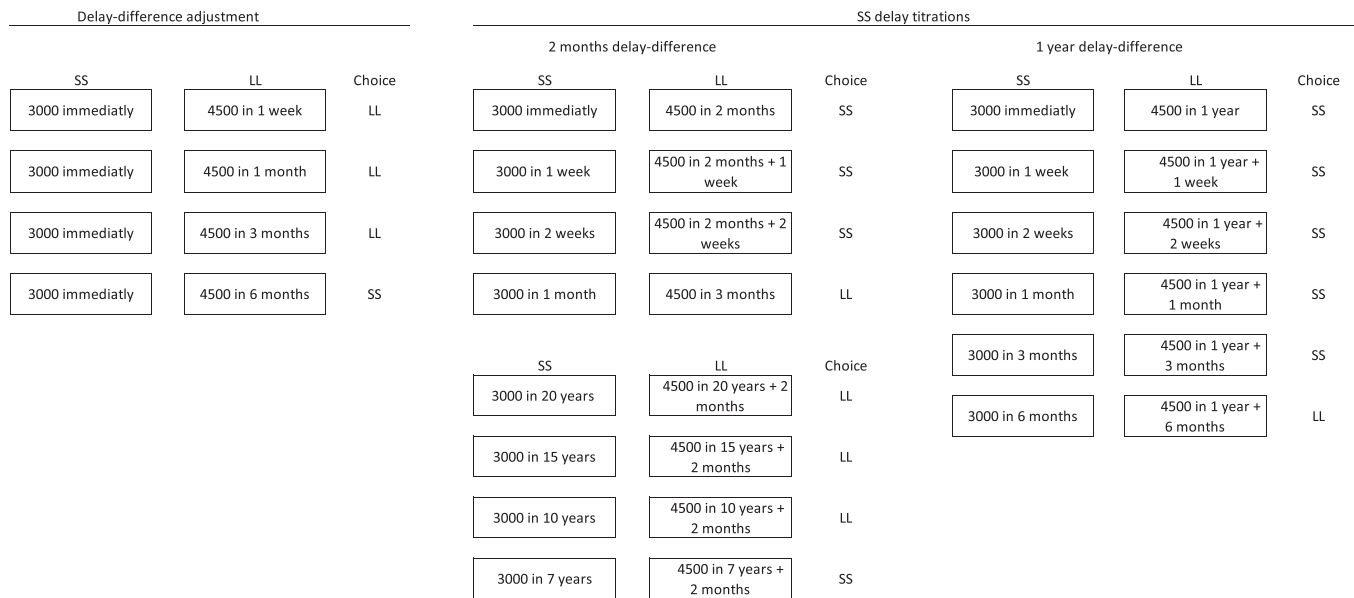 Delay-difference adjustment
SS LL Choice
3000 immediatly 4500 in 1 week LL
3000 immediatly 4500 in 1 month LL
3000 immediatly 4500 in 3 months LL
3000 immediatly 4500 in 6 months SS
SS delay titrations
2 months delay-difference
SS LL Choice
3000 immediatly 4500 in 2 months SS
3000 in 1 week 4500 in 2 months + 1
week SS
3000 in 2 weeks 4500 in 2 months + 2
weeks SS
3000 in 1 month 4500 in 3 months LL
SS LL Choice
3000 in 20 years 4500 in 20 years + 2
months LL
3000 in 15 years 4500 in 15 years +
2 months LL
3000 in 10 years 4500 in 10 years +
2 months LL
3000 in 7 years 4500 in 7 years +
2 months SS
1 year delay-difference
SS LL Choice
3000 immediatly 4500 in 1 year SS
3000 in 1 week 4500 in 1 year +
1 week SS
3000 in 2 weeks 4500 in 1 year +
2 weeks SS
3000 in 1 month 4500 in 1 year +
1 month SS
3000 in 3 months 4500 in 1 year +
3 months SS
3000 in 6 months 4500 in 1 year +
6 months LL